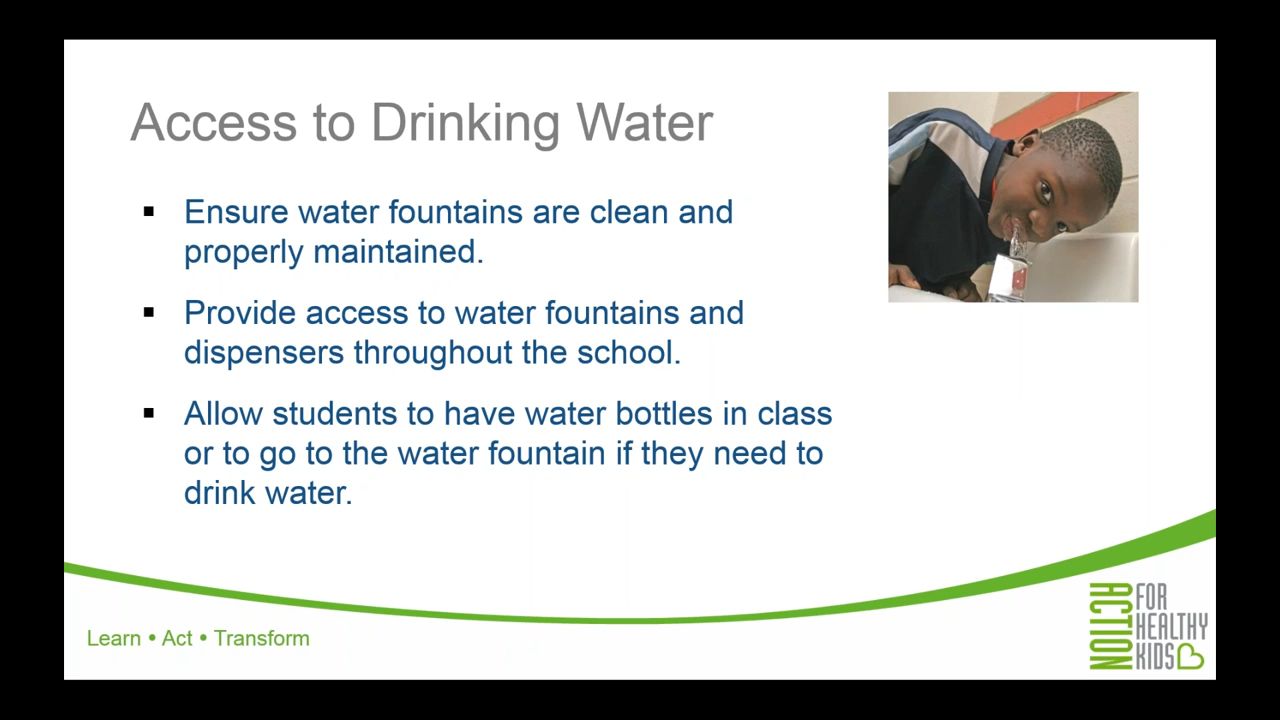 Access to Drinking Water
▪ Ensure water fountains are clean and
properly maintained.
▪ Provide access to water fountains and
dispensers throughout the school.
▪ Allow students to have water bottles in class
or to go to the water fountain if they need to
drink water.
Learn • Act • Transform
ACTION
FOR
HEALTHY
KIDS